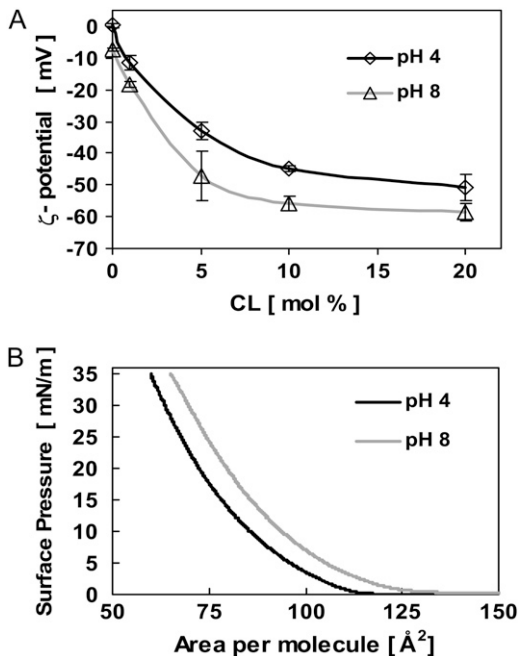 A
ζ- potential [ mV]
0
-10
-20
-30
-40
-50
-60
-70
pH 4
pH 8
0 5 10 15 20
CL [ mol % ]
B
Surface Pressure [ mN/m]
35
30
25
20
15
10
5
0
pH 4
pH 8
50 75 100 125 150
Area per molecule [ Å²]